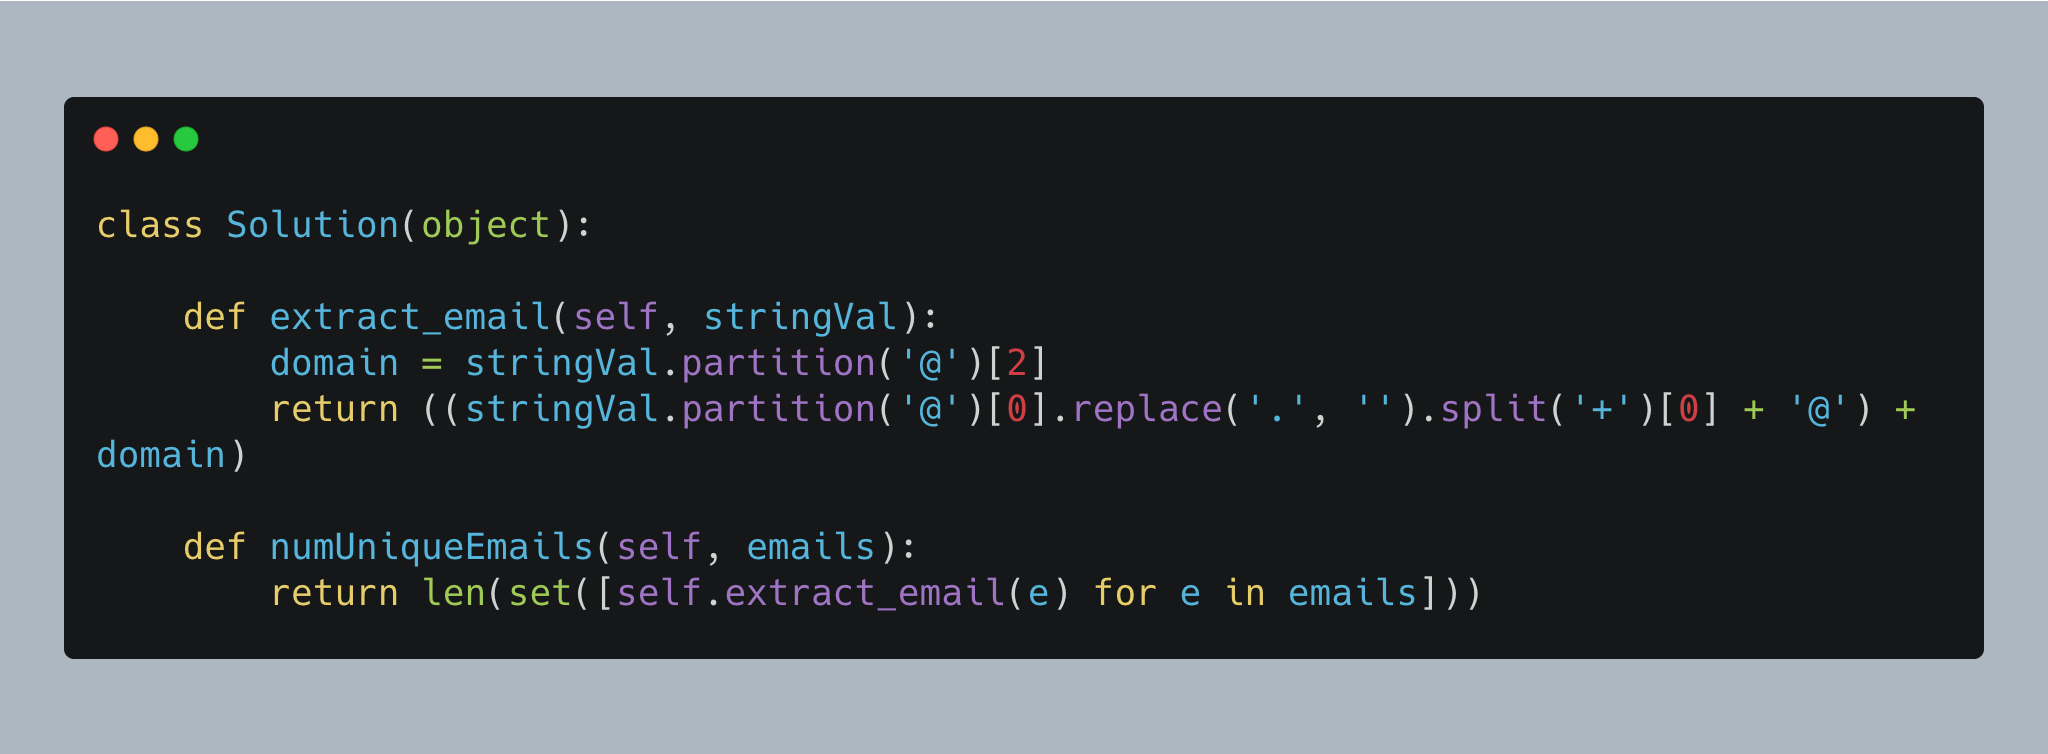 class Solution(object):
    def extract_email(self, stringVal):
        domain = stringVal.partition('@')[2]
        return ((stringVal.partition('@')[0].replace('.', '').split('+')[0] + '@') +
domain)
    def numUniqueEmails(self, emails):
        return len(set([self.extract_email(e) for e in emails]))